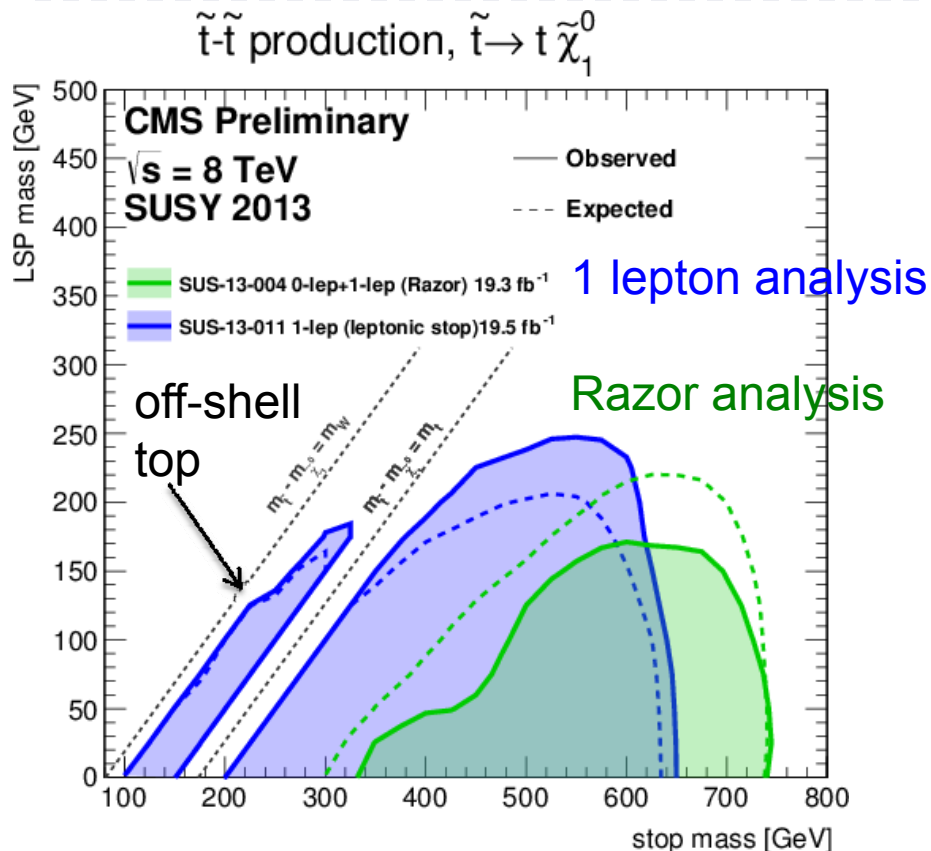 t̃-t̃ production, t̃→ t χ̃₁⁰
LSP mass [GeV]
500
450
400
350
300
250
200
150
100
50
0
CMS Preliminary
√s = 8 TeV
SUSY 2013
Observed
Expected
SUS-13-004 0-lep+1-lep (Razor) 19.3 fb⁻¹
SUS-13-011 1-lep (leptonic stop)19.5 fb⁻¹
1 lepton analysis
Razor analysis
off-shell
top
m_t̃ - m_χ̃₁⁰ = m_W
m_t̃ - m_χ̃₁⁰ = m_t
100 200 300 400 500 600 700 800
stop mass [GeV]